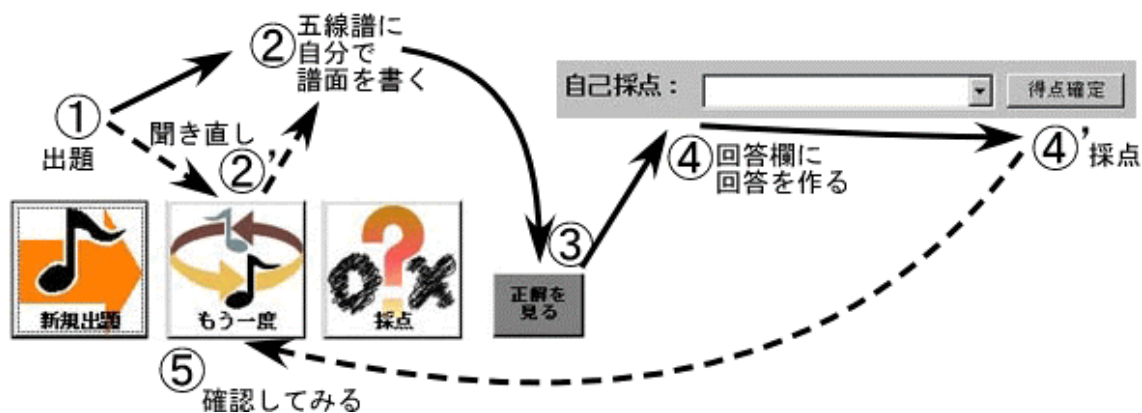 ①
出題
聞き直し
②'
②
五線譜に
自分で
譜面を書く
新規出題
もう一度
採点
③
正解を
見る
自己採点：
得点確定
④
回答欄に
回答を作る
④'
採点
⑤
確認してみる